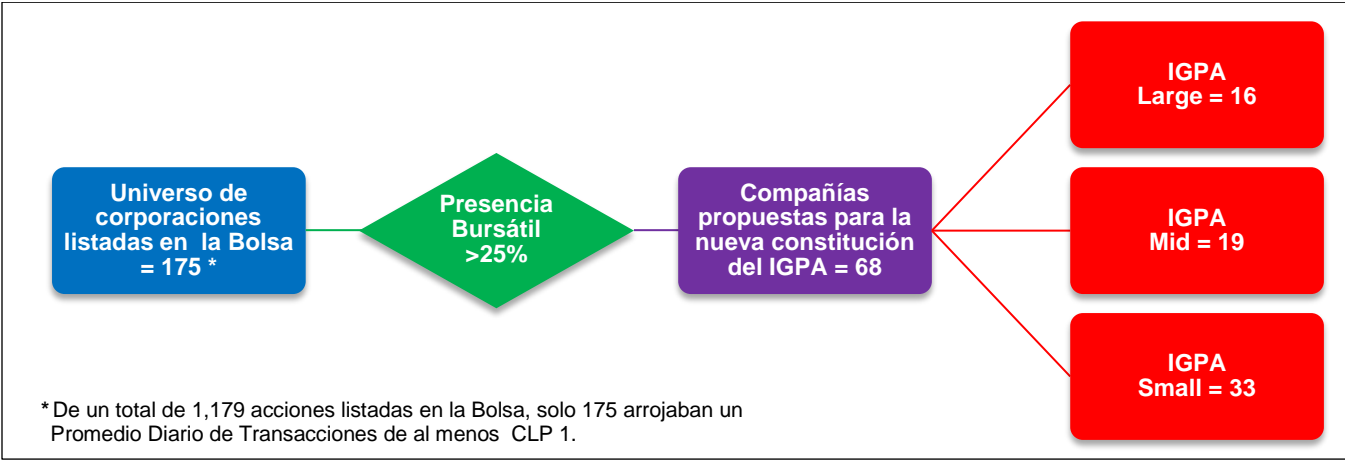 Universo de
corporaciones
listadas en la Bolsa
= 175 *
Presencia
Bursátil
>25%
Compañías
propuestas para la
nueva constitución
del IGPA = 68
IGPA
Large = 16
IGPA
Mid = 19
IGPA
Small = 33
* De un total de 1,179 acciones listadas en la Bolsa, solo 175 arrojaban un
Promedio Diario de Transacciones de al menos CLP 1.